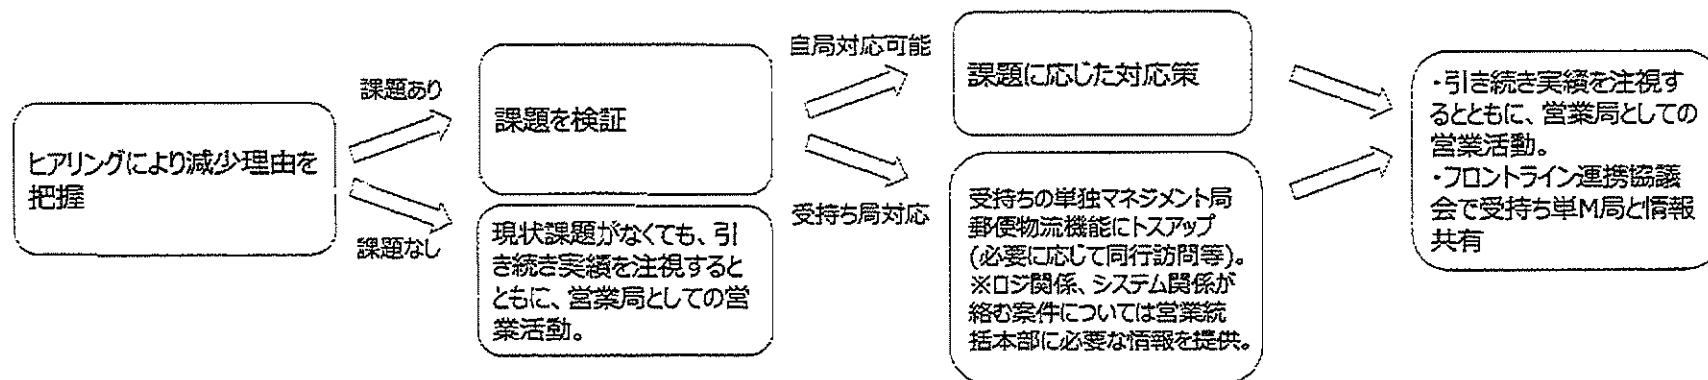 ヒアリングにより減少理由を
把握
課題あり
課題なし
課題を検証
現状課題がなくても、引
き続き実績を注視すると
ともに、営業局としての営
業活動。
自局対応可能
受持ち局対応
課題に応じた対応策
受持ちの単独マネジメント局
郵便物流機能にトスアップ
(必要に応じて同行訪問等)。
※ロジ関係、システム関係が
絡む案件については営業統
括本部に必要な情報を提供。
・引き続き実績を注視す
るとともに、営業局としての
営業活動。
・フロントライン連携協議
会で受持ち単M局と情報
共有